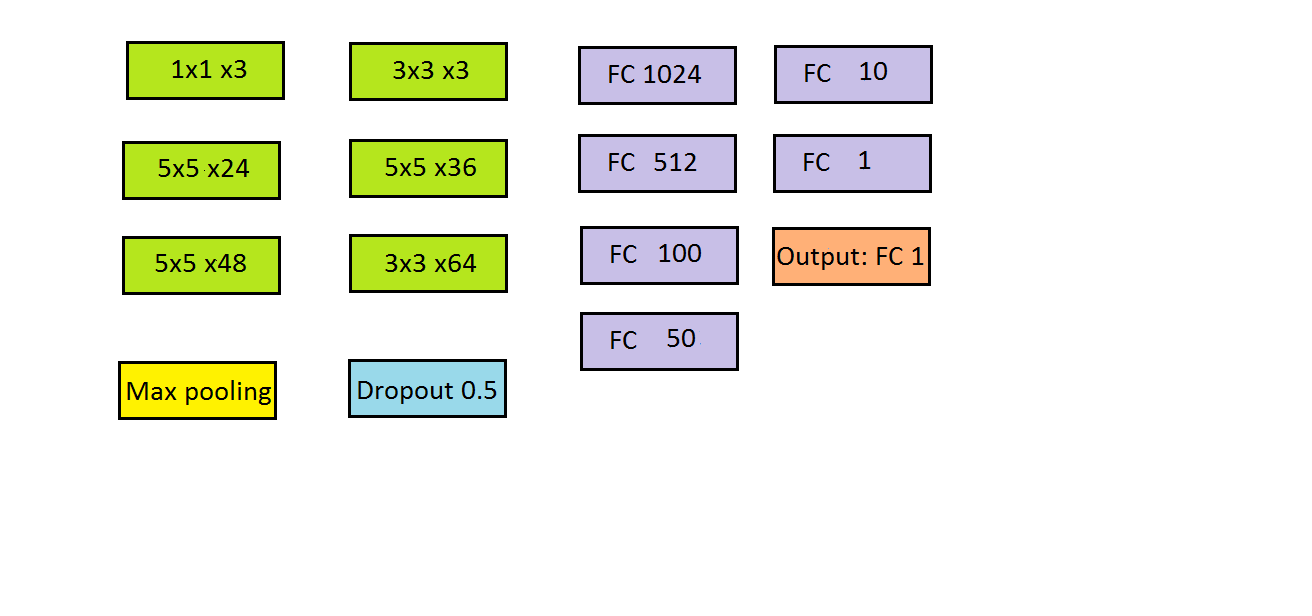 1x1 x3
3x3 x3
FC 1024
FC 10
5x5 x24
5x5 x36
FC 512
FC 1
5x5 x48
3x3 x64
FC 100
Output: FC 1
FC 50
Max pooling
Dropout 0.5